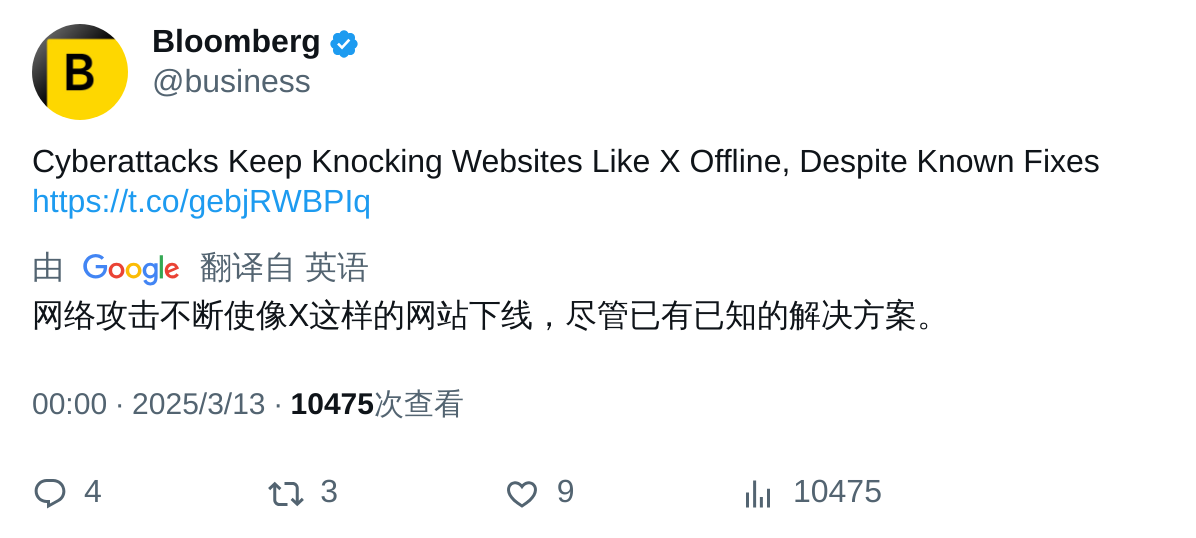 B
Bloomberg
@business
Cyberattacks Keep Knocking Websites Like X Offline, Despite Known Fixes
https://t.co/gebjRWBPIq
由 Google 翻译自 英语
网络攻击不断使像X这样的网站下线，尽管已有已知的解决方案。
00:00 · 2025/3/13 · 10475次查看
4 3 9 10475